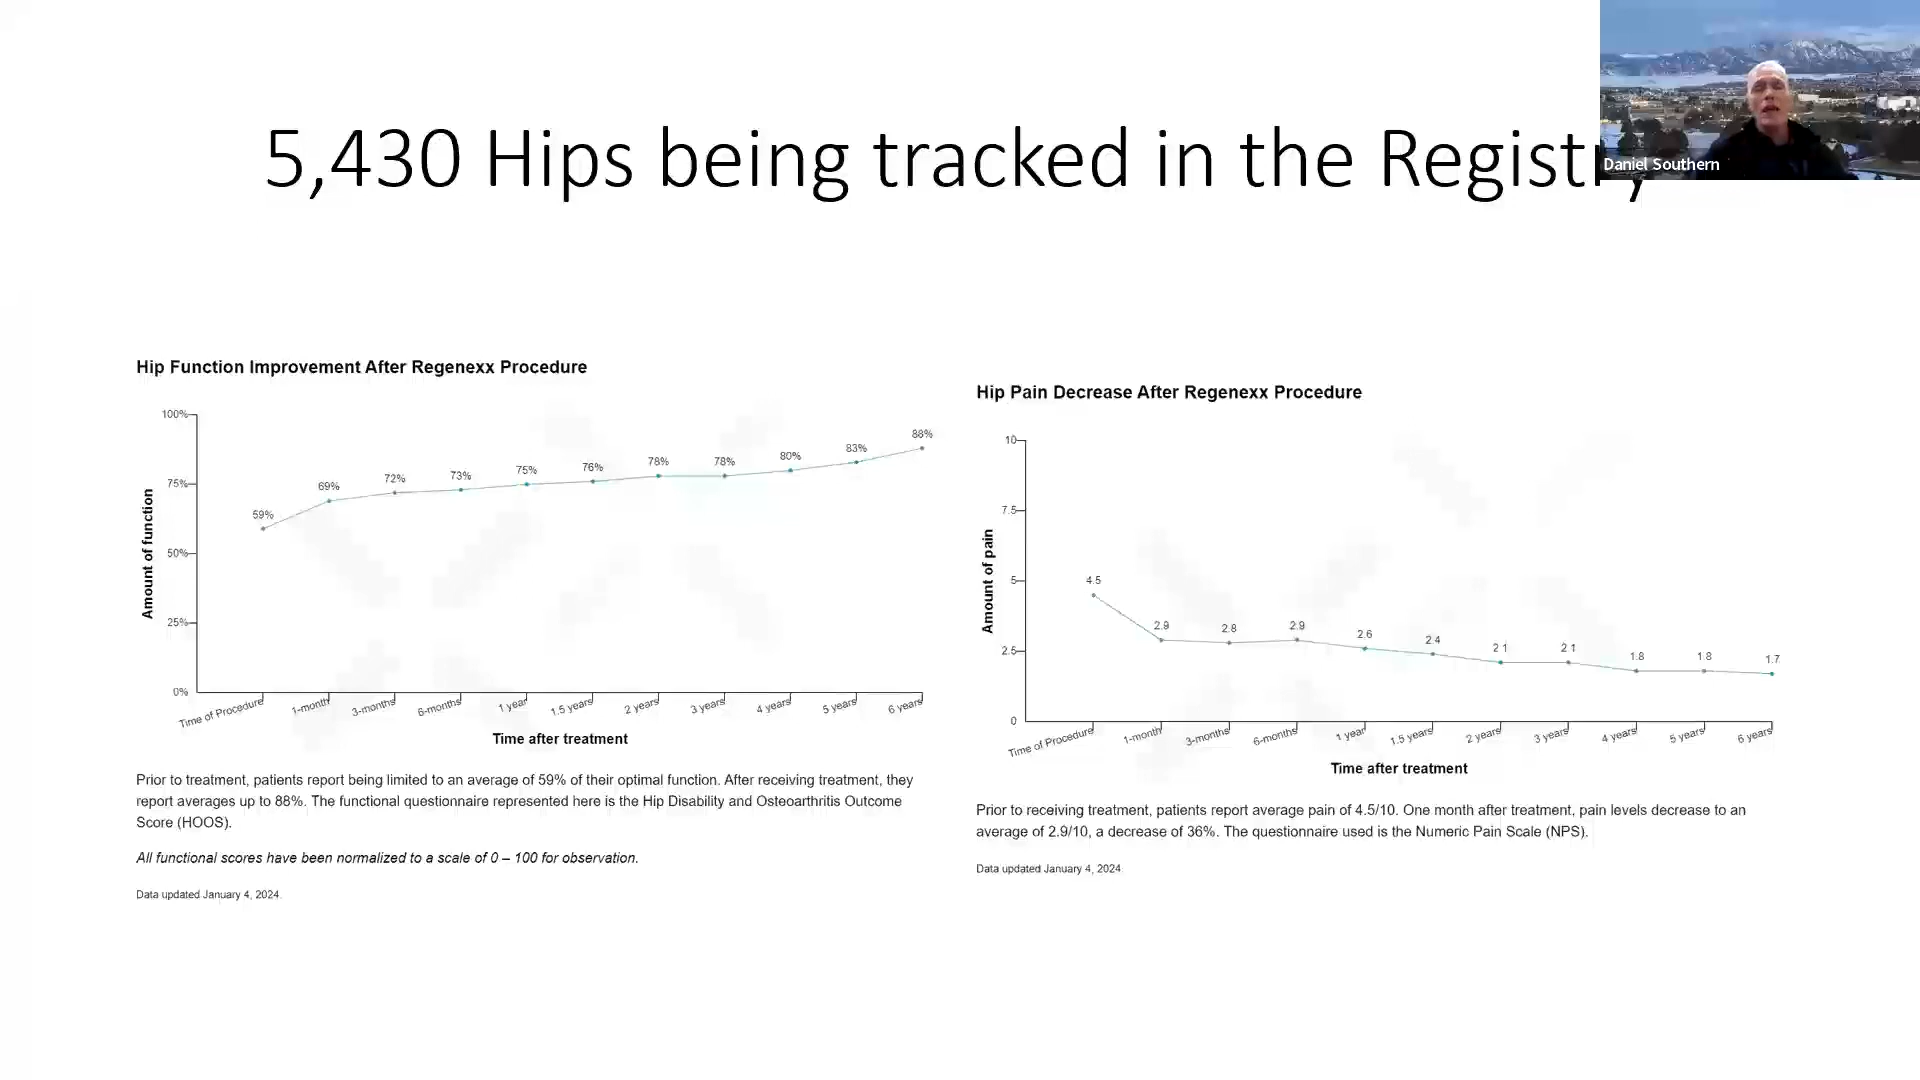 5,430 Hips being tracked in the Registry
Daniel Southern
Hip Function Improvement After Regenexx Procedure
100%
75%
50%
25%
0%
Amount of function
59%
69%
72%
73%
75%
76%
78%
78%
80%
83%
88%
Time of Procedure
1-month
3-months
6-months
1 year
1.5 years
2 years
3 years
4 years
5 years
6 years
Time after treatment
Prior to treatment, patients report being limited to an average of 59% of their optimal function. After receiving treatment, they
report averages up to 88%. The functional questionnaire represented here is the Hip Disability and Osteoarthritis Outcome
Score (HOOS).
All functional scores have been normalized to a scale of 0 – 100 for observation.
Data updated January 4, 2024.
Hip Pain Decrease After Regenexx Procedure
10
7.5
5
2.5
0
Amount of pain
4.5
2.9
2.8
2.9
2.6
2.4
2.1
2.1
1.8
1.8
1.7
Time of Procedure
1-month
3-months
6-months
1 year
1.5 years
2 years
3 years
4 years
5 years
6 years
Time after treatment
Prior to receiving treatment, patients report average pain of 4.5/10. One month after treatment, pain levels decrease to an
average of 2.9/10, a decrease of 36%. The questionnaire used is the Numeric Pain Scale (NPS).
Data updated January 4, 2024